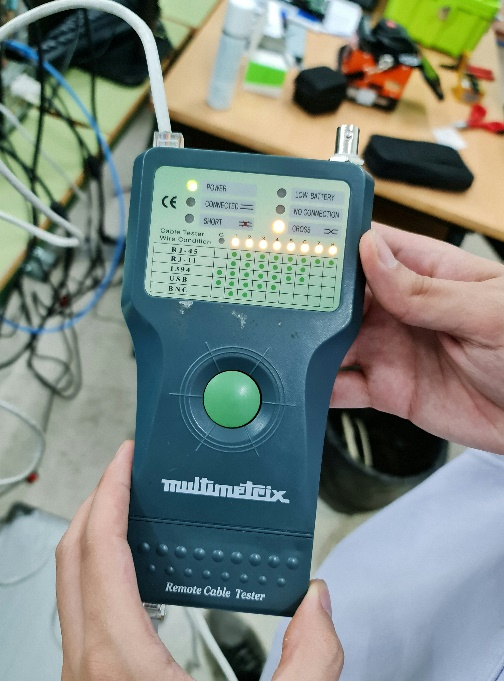 POWER
LOW BATTERY
CE CONNECTED
NO CONNECTION
SHORT
CROSS
Cable Tester
Wire Condition
G
RJ-45
RJ-11
1394
USB
BNC
multimetrix
Remote Cable Tester